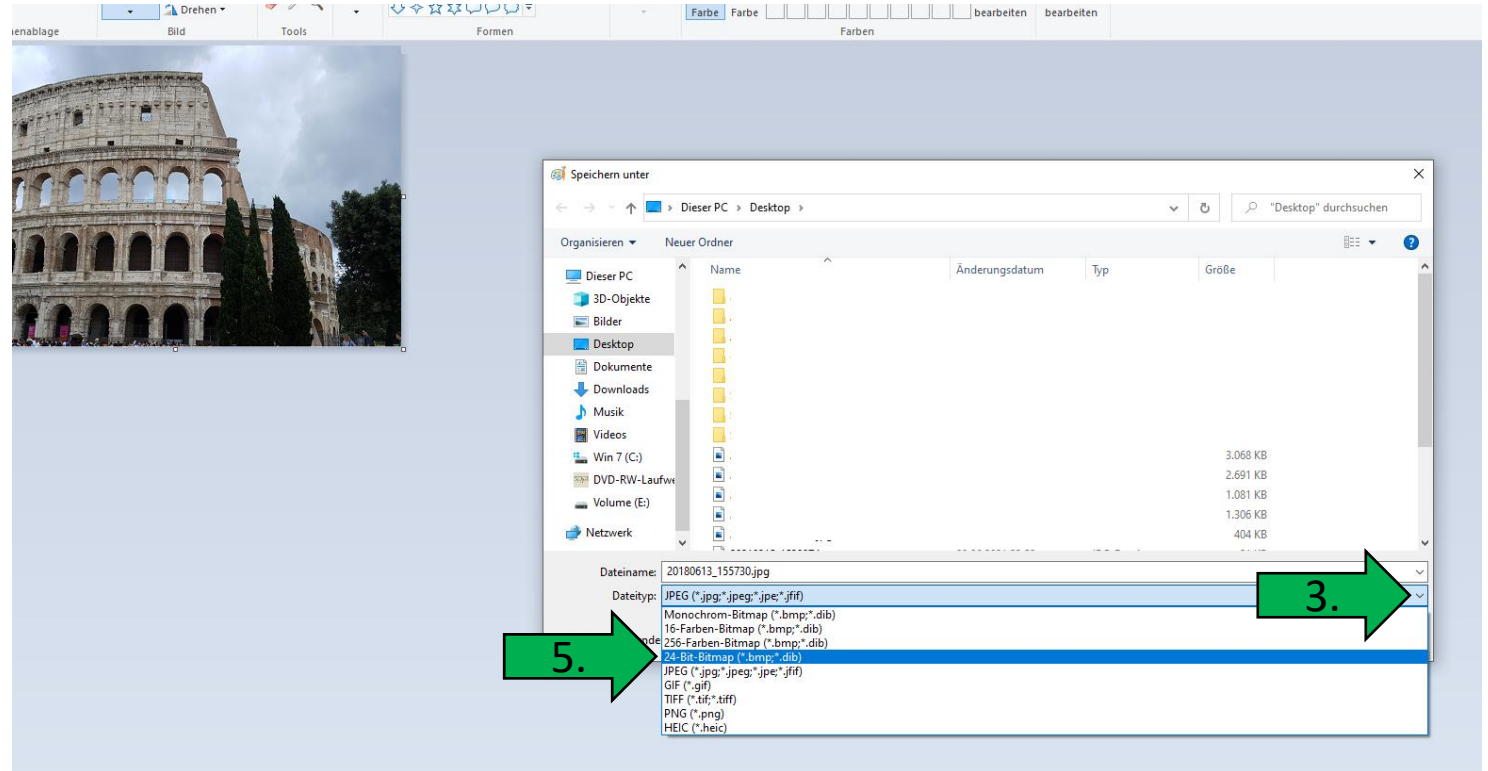 Drehen
Farbe Farbe bearbeiten bearbeiten
enablage Bild Tools Formen Farben
Speichern unter
Dieser PC Desktop "Desktop" durchsuchen
Organisieren Neuer Ordner
Name Änderungsdatum Typ Größe
Dieser PC
3D-Objekte
Bilder
Desktop
Dokumente
Downloads
Musik
Videos
Win 7 (C:) 3.068 KB
DVD-RW-Laufwe 2.691 KB
Volume (E:) 1.081 KB
1.306 KB
Netzwerk 404 KB
Dateiname: 20180613_155730.jpg
Dateityp: JPEG (*.jpg;*.jpeg;*.jpe;*.jfif)
3.
Monochrom-Bitmap (*.bmp;*.dib)
16-Farben-Bitmap (*.bmp;*.dib)
256-Farben-Bitmap (*.bmp;*.dib)
5.
24-Bit-Bitmap (*.bmp;*.dib)
JPEG (*.jpg;*.jpeg;*.jpe;*.jfif)
GIF (*.gif)
TIFF (*.tif;*.tiff)
PNG (*.png)
HEIC (*.heic)